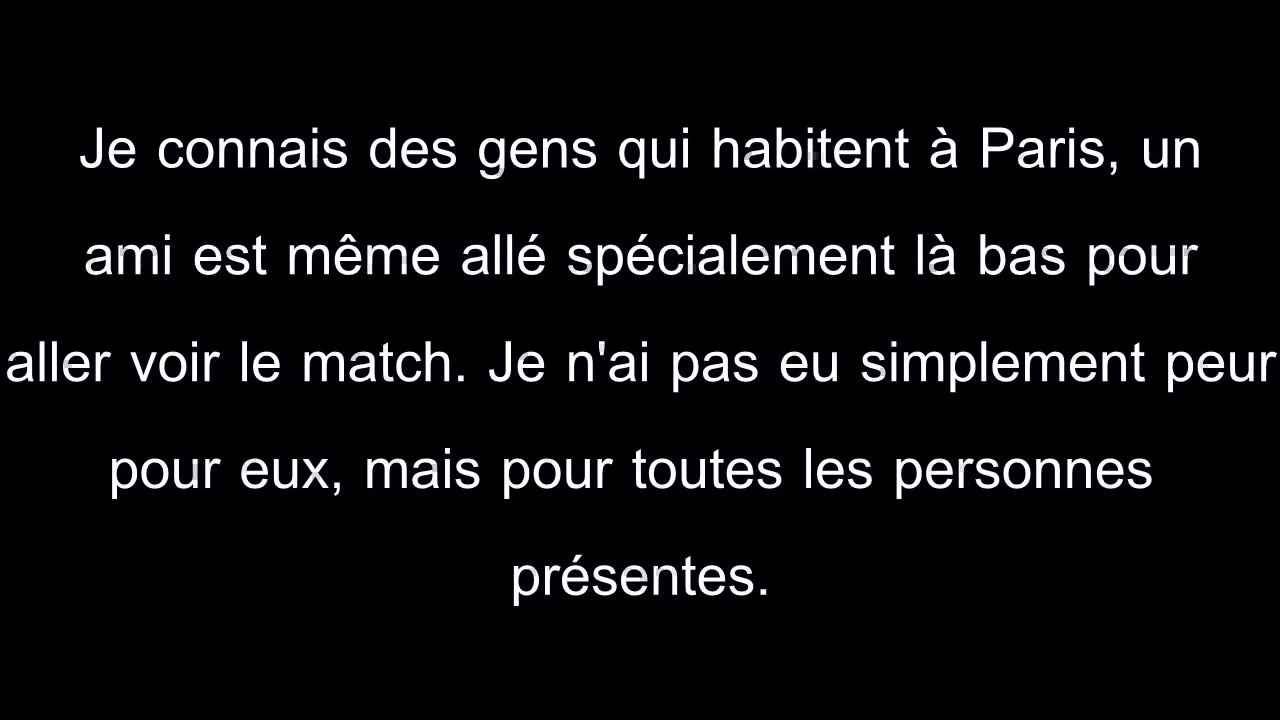 Je connais des gens qui habitent à Paris, un
ami est même allé spécialement là bas pour
aller voir le match. Je n'ai pas eu simplement peur
pour eux, mais pour toutes les personnes
présentes.